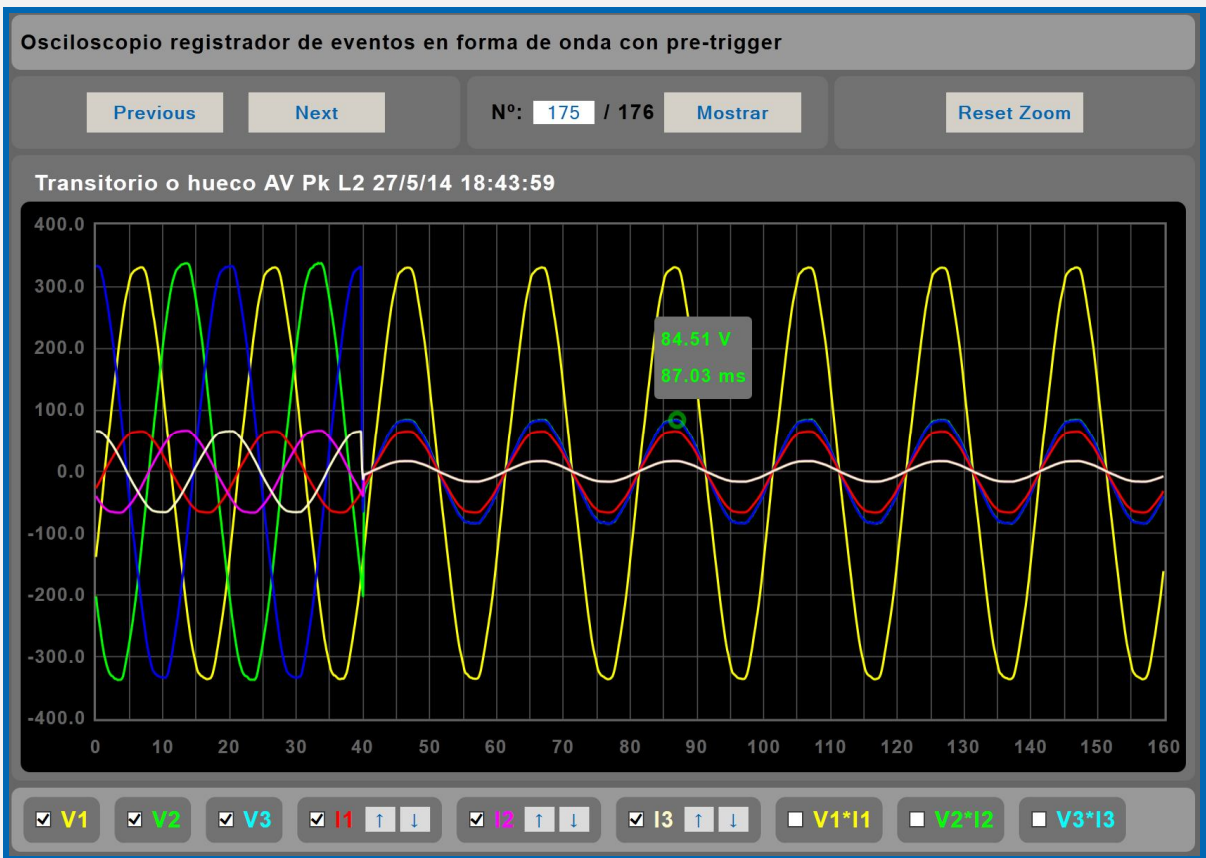 Osciloscopio registrador de eventos en forma de onda con pre-trigger
Previous Next Nº: 175 / 176 Mostrar Reset Zoom
Transitorio o hueco AV Pk L2 27/5/14 18:43:59
400.0
300.0
200.0
100.0
0.0
-100.0
-200.0
-300.0
-400.0
84.51 V
87.03 ms
0 10 20 30 40 50 60 70 80 90 100 110 120 130 140 150 160
V1 V2 V3 I1 ↑ ↓ I2 ↑ ↓ I3 ↑ ↓ V1*I1 V2*I2 V3*I3